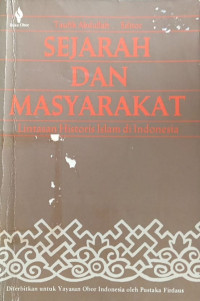 SEJARAH
DAN
MASYARAKAT
Lintasan Historis Islam di Indonesia
Diterbitkan untuk Yayasan Obor Indonesia oleh Pustaka Firdaus